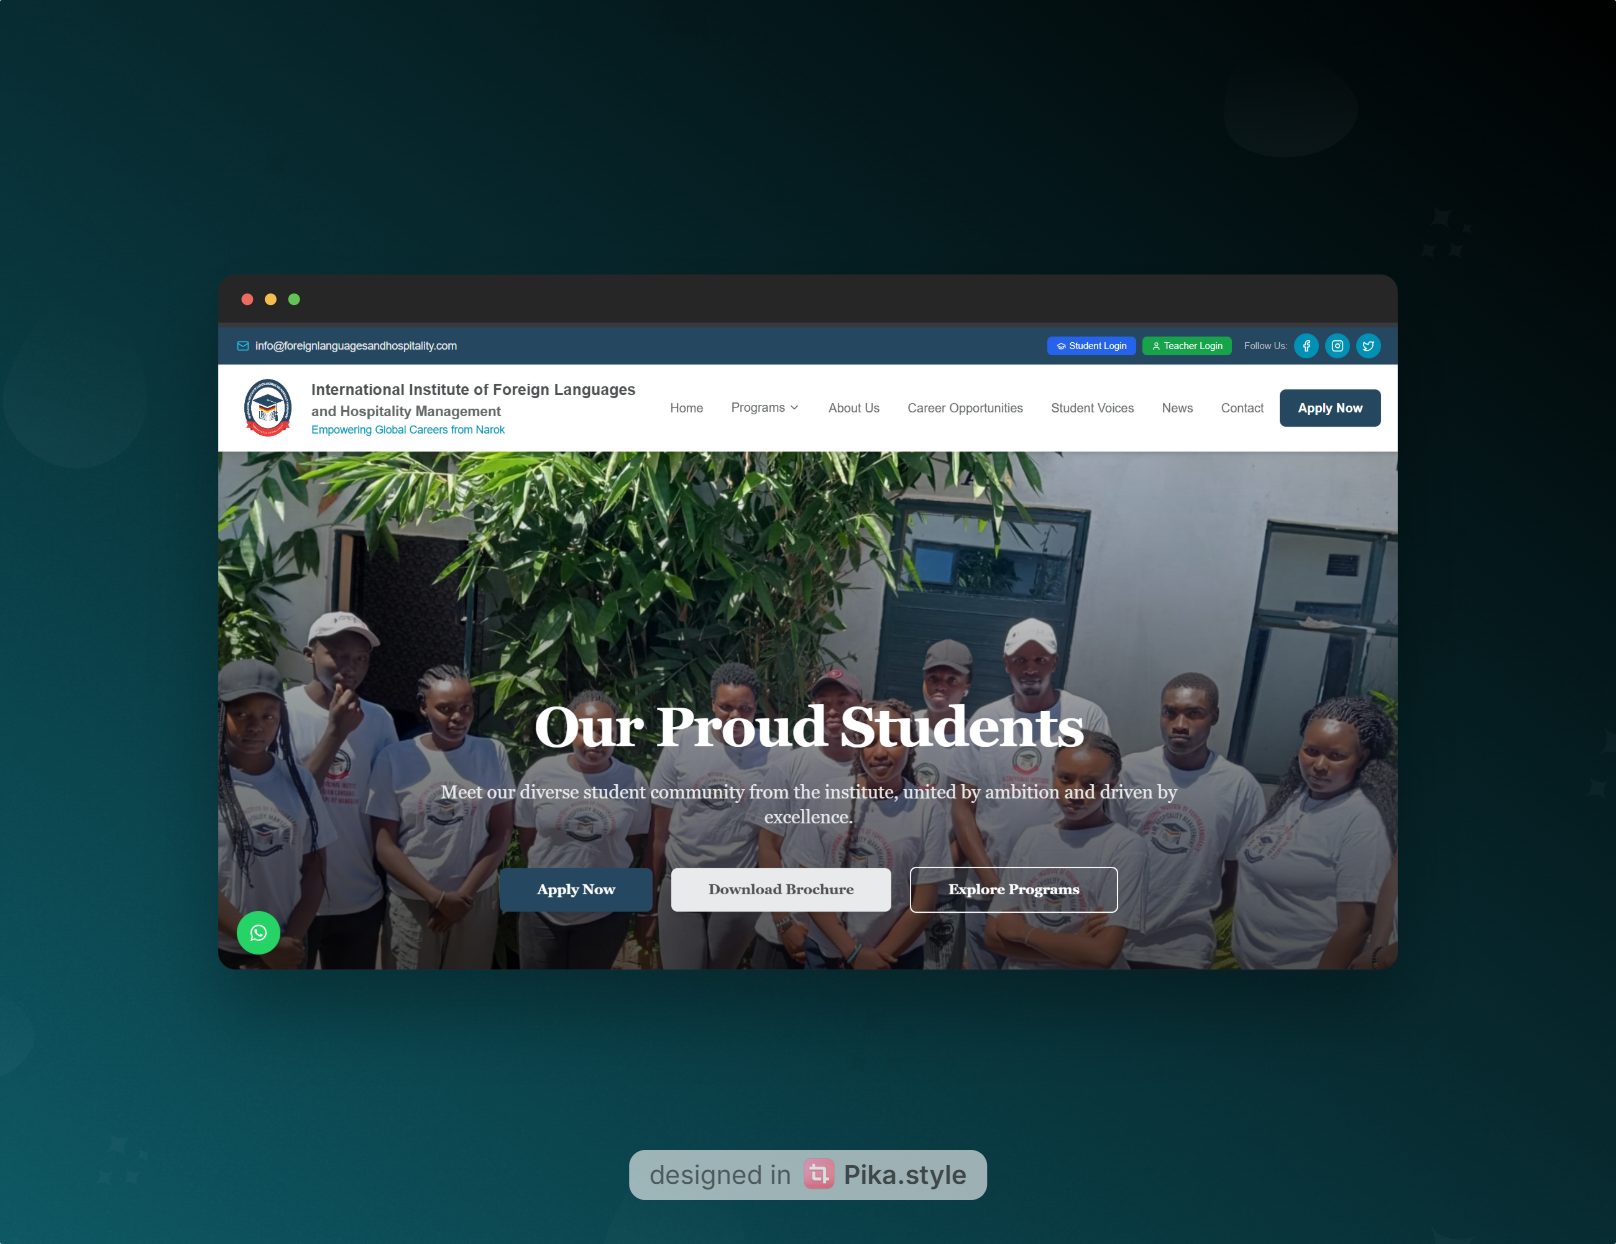 info@foreignlanguagesandhospitality.com
Student Login
Teacher Login
Follow Us:
International Institute of Foreign Languages
and Hospitality Management
Empowering Global Careers from Narok
Home
Programs
About Us
Career Opportunities
Student Voices
News
Contact
Apply Now
Our Proud Students
Meet our diverse student community from the institute, united by ambition and driven by
excellence.
Apply Now
Download Brochure
Explore Programs
designed in Pika.style